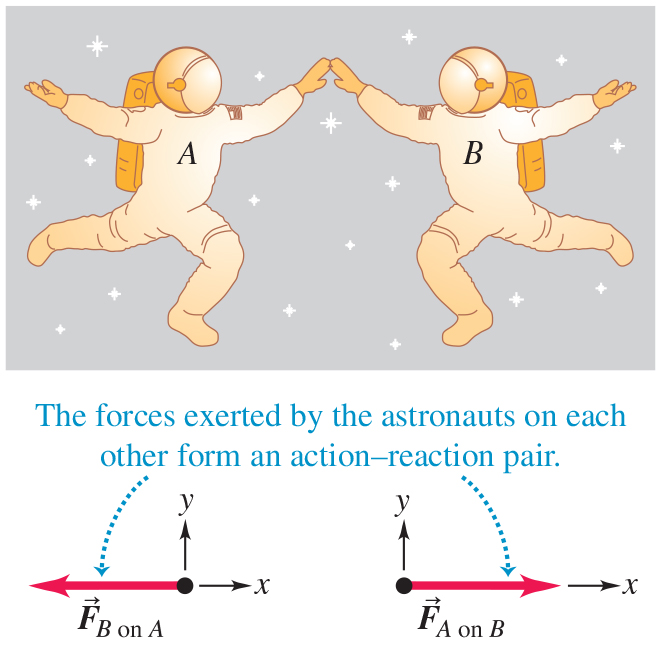 A B
The forces exerted by the astronauts on each
other form an action–reaction pair.
y y
x x
F⃗ B on A F⃗ A on B